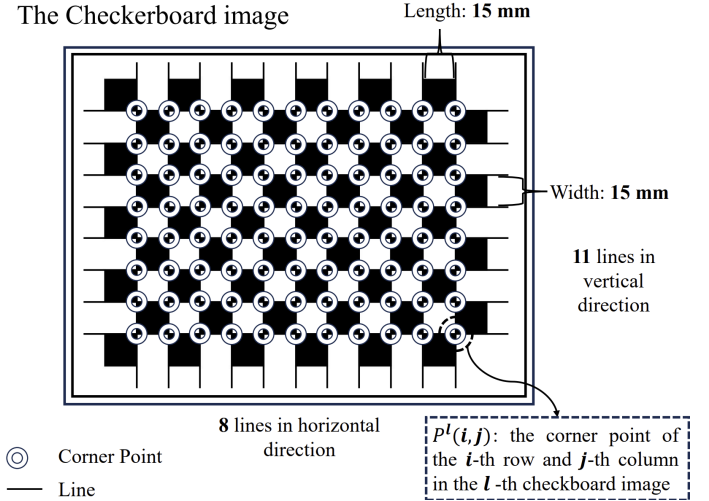 The Checkerboard image
Length: 15 mm
Width: 15 mm
11 lines in
vertical
direction
8 lines in horizontal
direction
Corner Point
Line
P^l(i,j): the corner point of
the i-th row and j-th column
in the l -th checkboard image